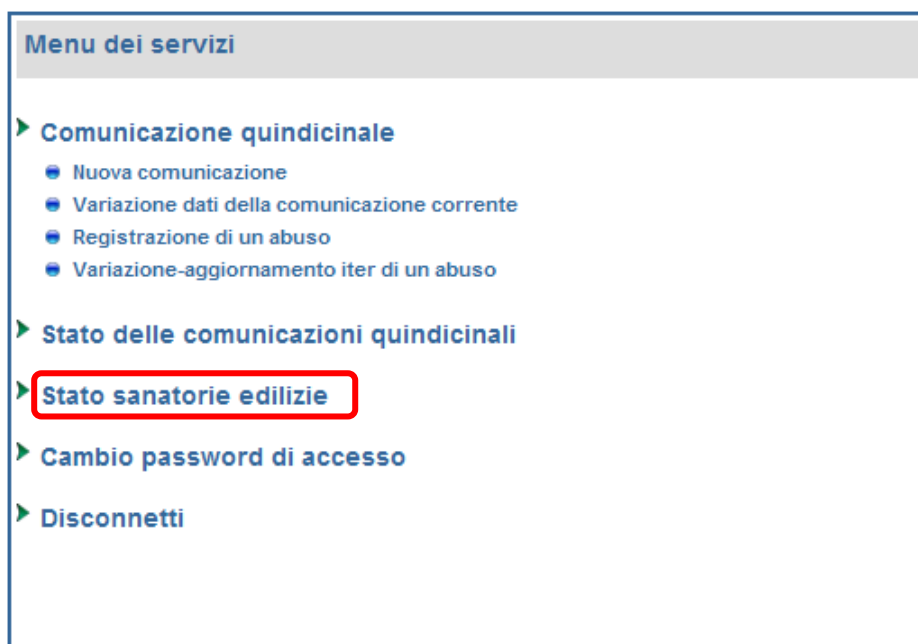 Menu dei servizi
Comunicazione quindicinale
Nuova comunicazione
Variazione dati della comunicazione corrente
Registrazione di un abuso
Variazione-aggiornamento iter di un abuso
Stato delle comunicazioni quindicinali
Stato sanatorie edilizie
Cambio password di accesso
Disconnetti